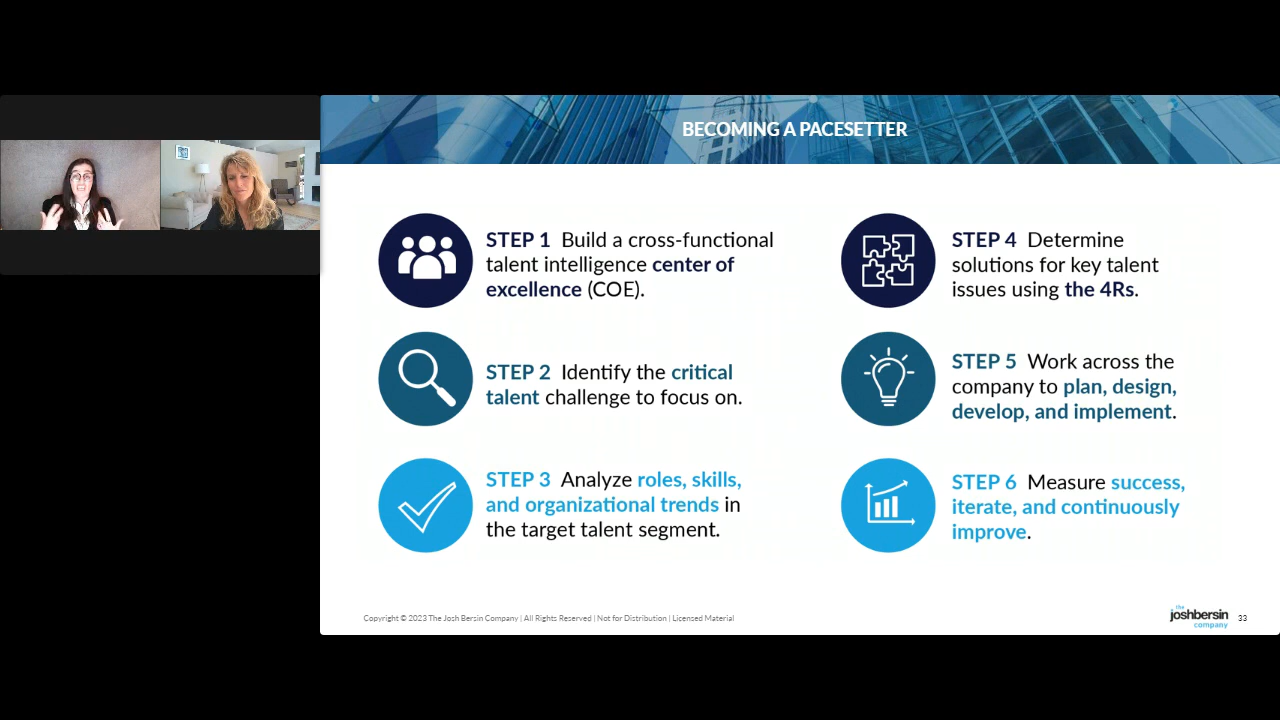 BECOMING A PACESETTER
STEP 1 Build a cross-functional
talent intelligence center of
excellence (COE).
STEP 2 Identify the critical
talent challenge to focus on.
STEP 3 Analyze roles, skills,
and organizational trends in
the target talent segment.
STEP 4 Determine
solutions for key talent
issues using the 4Rs.
STEP 5 Work across the
company to plan, design,
develop, and implement.
STEP 6 Measure success,
iterate, and continuously
improve.
Copyright © 2023 The Josh Bersin Company | All Rights Reserved | Not for Distribution | Licensed Material
the
joshbersin
company
33